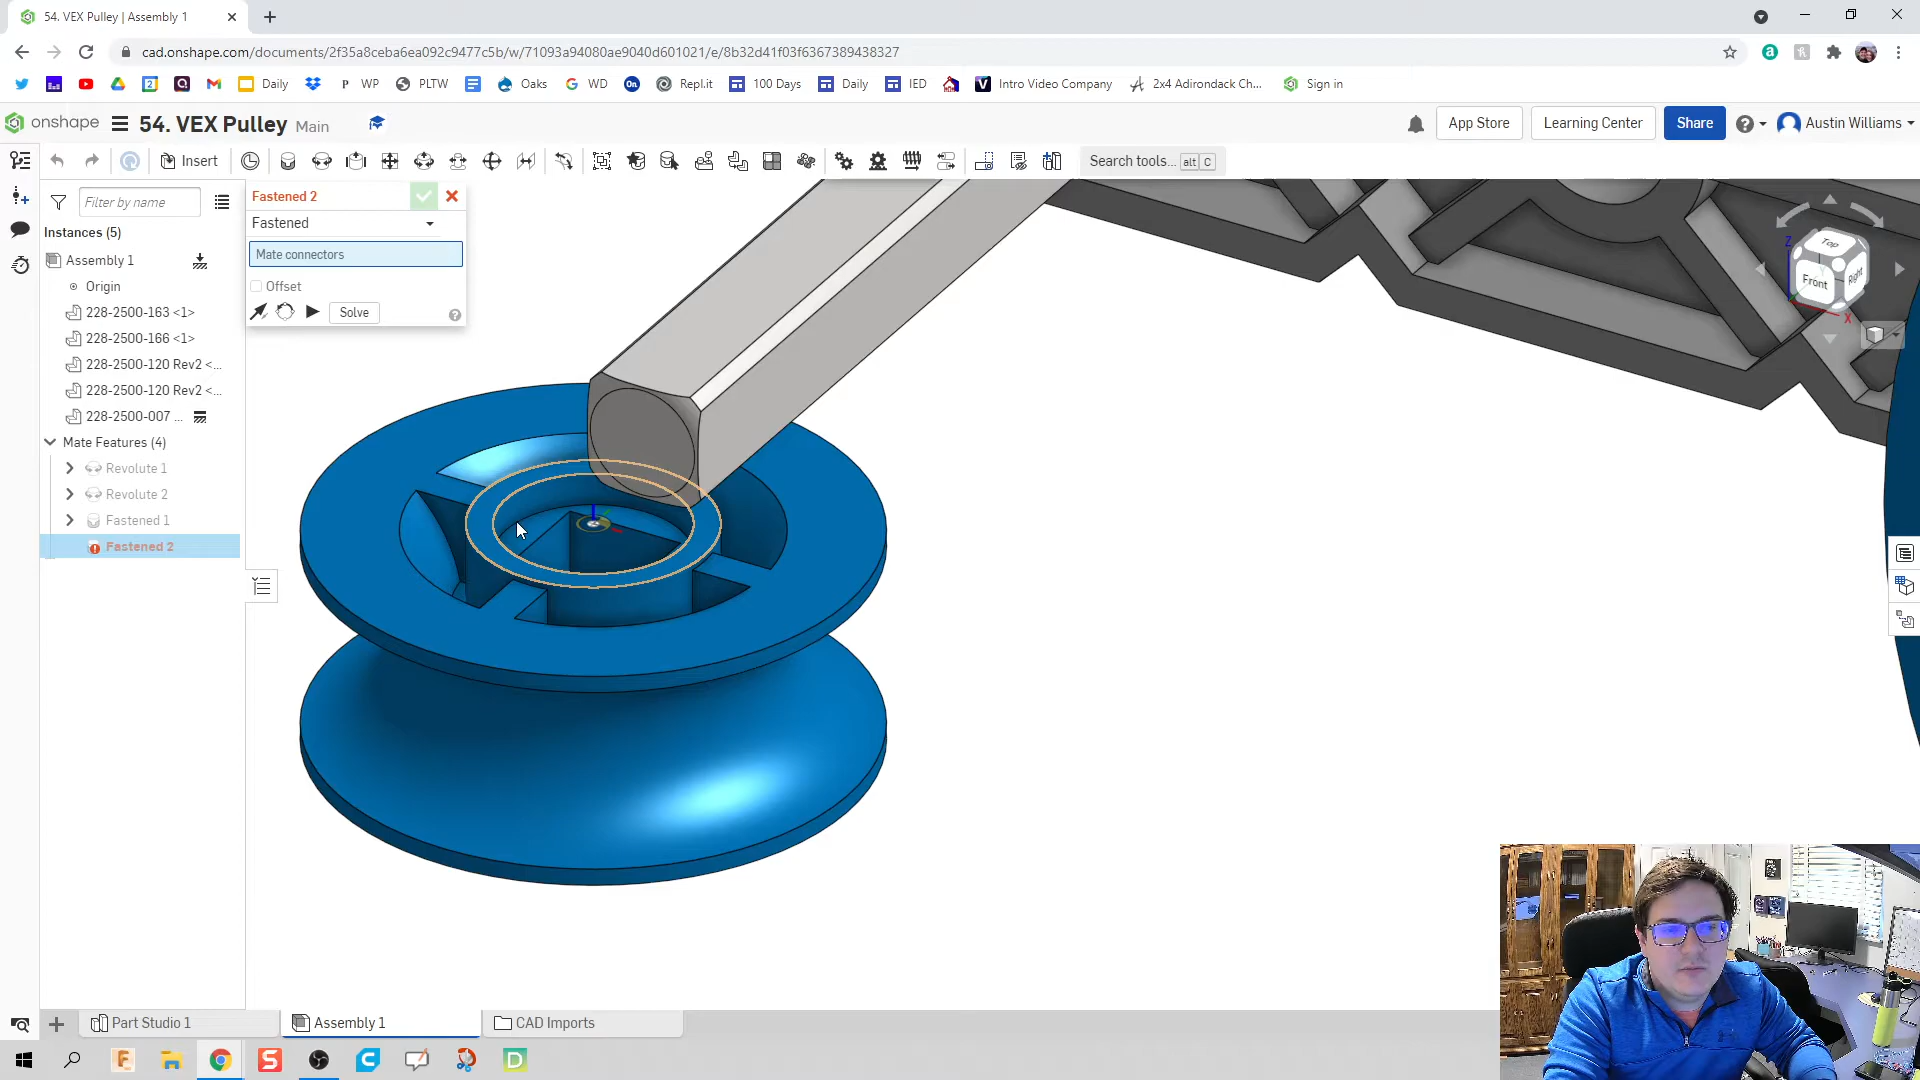 54. VEX Pulley | Assembly 1
cad.onshape.com/documents/2f35a8ceba6ea092c9477c5b/w/71093a94080ae9040d601021/e/8b32d41f03f6367389438327
Daily
P WP
PLTW
Oaks
WD
On
Repl.it
100 Days
Daily
IED
Intro Video Company
2x4 Adirondack Ch...
Sign in
onshape
54. VEX Pulley Main
App Store
Learning Center
Share
Austin Williams
Insert
Search tools... alt C
Filter by name
Fastened 2
Fastened
Mate connectors
Offset
Solve
Instances (5)
Assembly 1
Origin
228-2500-163 <1>
228-2500-166 <1>
228-2500-120 Rev2 <...
228-2500-120 Rev2 <...
228-2500-007 ...
Mate Features (4)
Revolute 1
Revolute 2
Fastened 1
Fastened 2
Top
Front
Right
Z
X
Part Studio 1
Assembly 1
CAD Imports